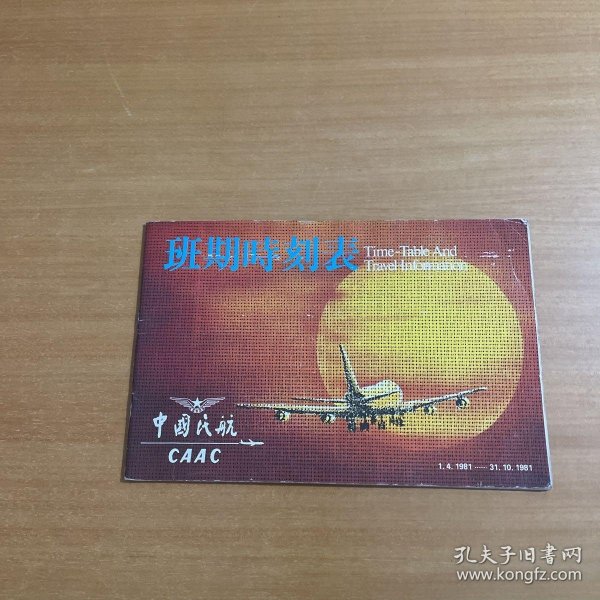 班期時刻表
Time-Table And
Travel Information
中國民航
CAAC
1. 4. 1981 —— 31. 10. 1981
孔夫子旧书网
www.kongfz.com